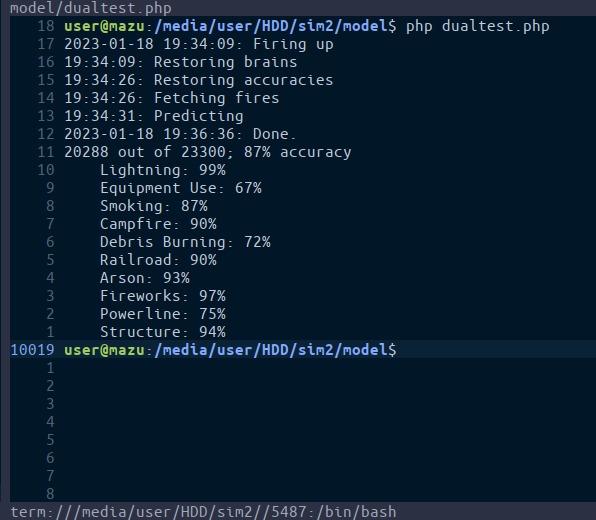 model/dualtest.php
18 user@mazu:/media/user/HDD/sim2/model$ php dualtest.php
17 2023-01-18 19:34:09: Firing up
16 19:34:09: Restoring brains
15 19:34:26: Restoring accuracies
14 19:34:26: Fetching fires
13 19:34:31: Predicting
12 2023-01-18 19:36:36: Done.
11 20288 out of 23300; 87% accuracy
10 Lightning: 99%
9 Equipment Use: 67%
8 Smoking: 87%
7 Campfire: 90%
6 Debris Burning: 72%
5 Railroad: 90%
4 Arson: 93%
3 Fireworks: 97%
2 Powerline: 75%
1 Structure: 94%
10019 user@mazu:/media/user/HDD/sim2/model$
1
2
3
4
5
6
7
8
term:///media/user/HDD/sim2//5487:/bin/bash